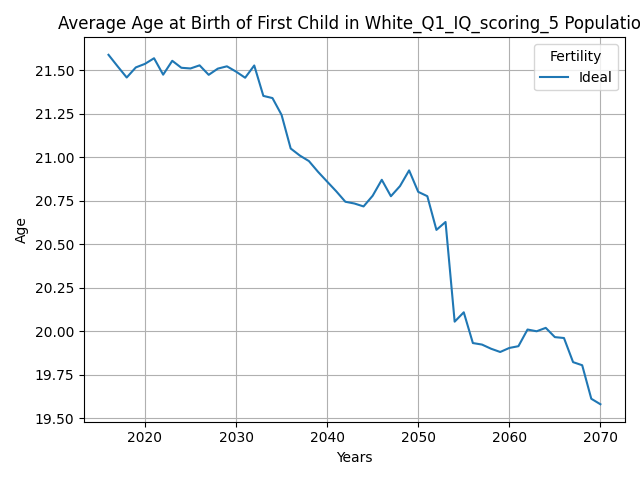 Average Age at Birth of First Child in White_Q1_IQ_scoring_5 Populatio
Fertility
Ideal
Age
21.50
21.25
21.00
20.75
20.50
20.25
20.00
19.75
19.50
2020 2030 2040 2050 2060 2070
Years